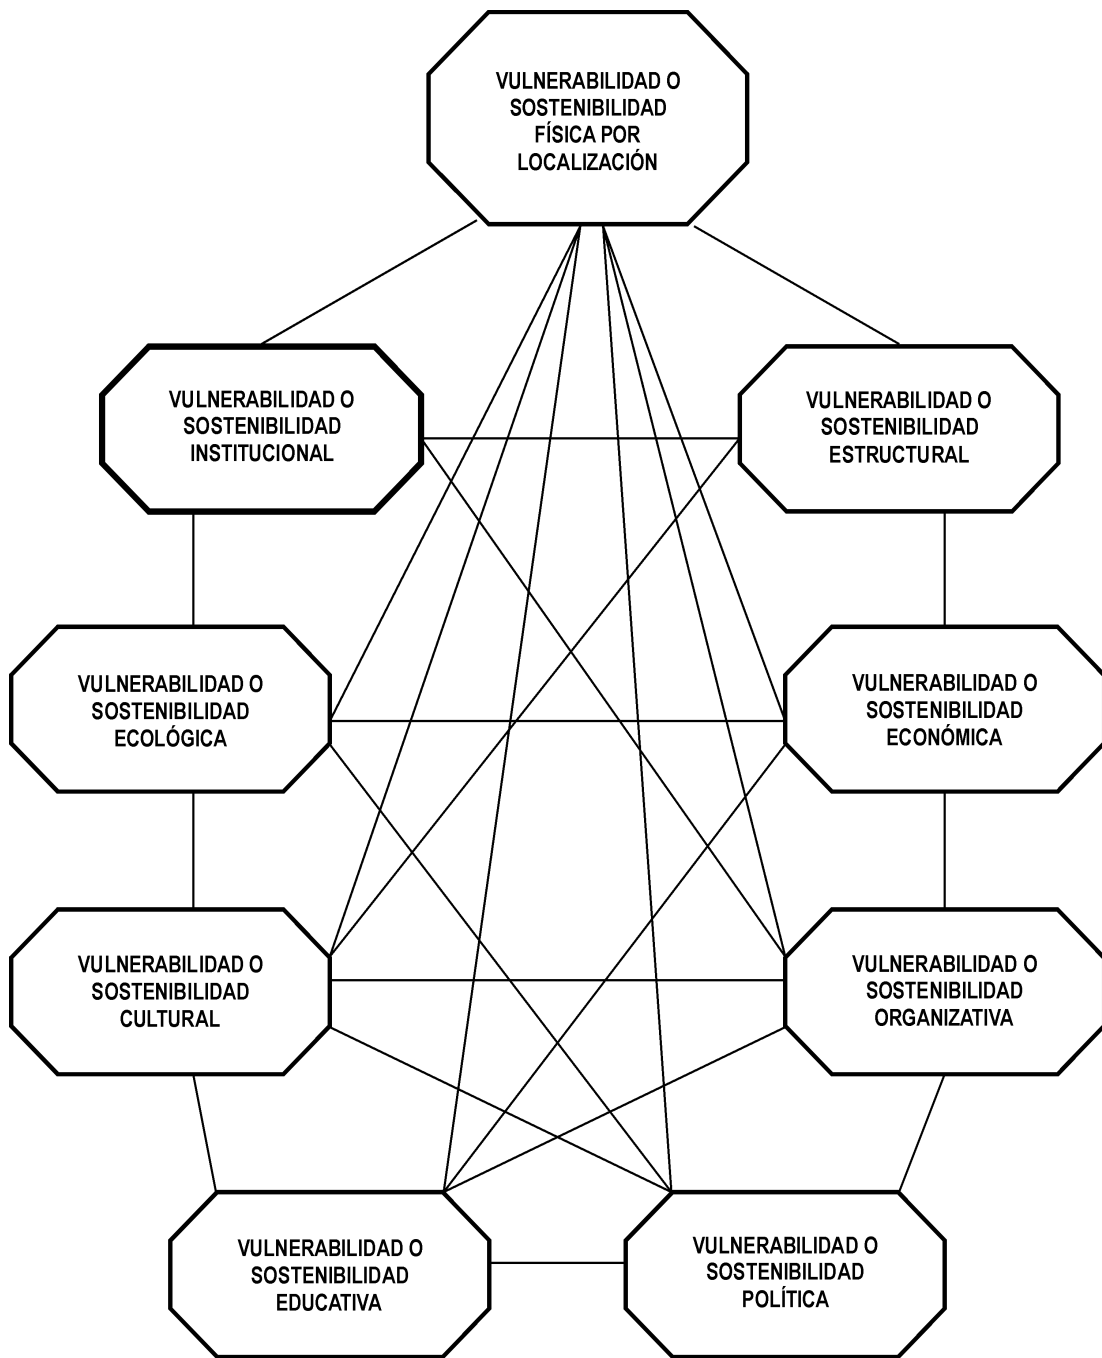 VULNERABILIDAD O
SOSTENIBILIDAD
FÍSICA POR
LOCALIZACIÓN
VULNERABILIDAD O
SOSTENIBILIDAD
INSTITUCIONAL
VULNERABILIDAD O
SOSTENIBILIDAD
ESTRUCTURAL
VULNERABILIDAD O
SOSTENIBILIDAD
ECOLÓGICA
VULNERABILIDAD O
SOSTENIBILIDAD
ECONÓMICA
VULNERABILIDAD O
SOSTENIBILIDAD
CULTURAL
VULNERABILIDAD O
SOSTENIBILIDAD
ORGANIZATIVA
VULNERABILIDAD O
SOSTENIBILIDAD
EDUCATIVA
VULNERABILIDAD O
SOSTENIBILIDAD
POLÍTICA